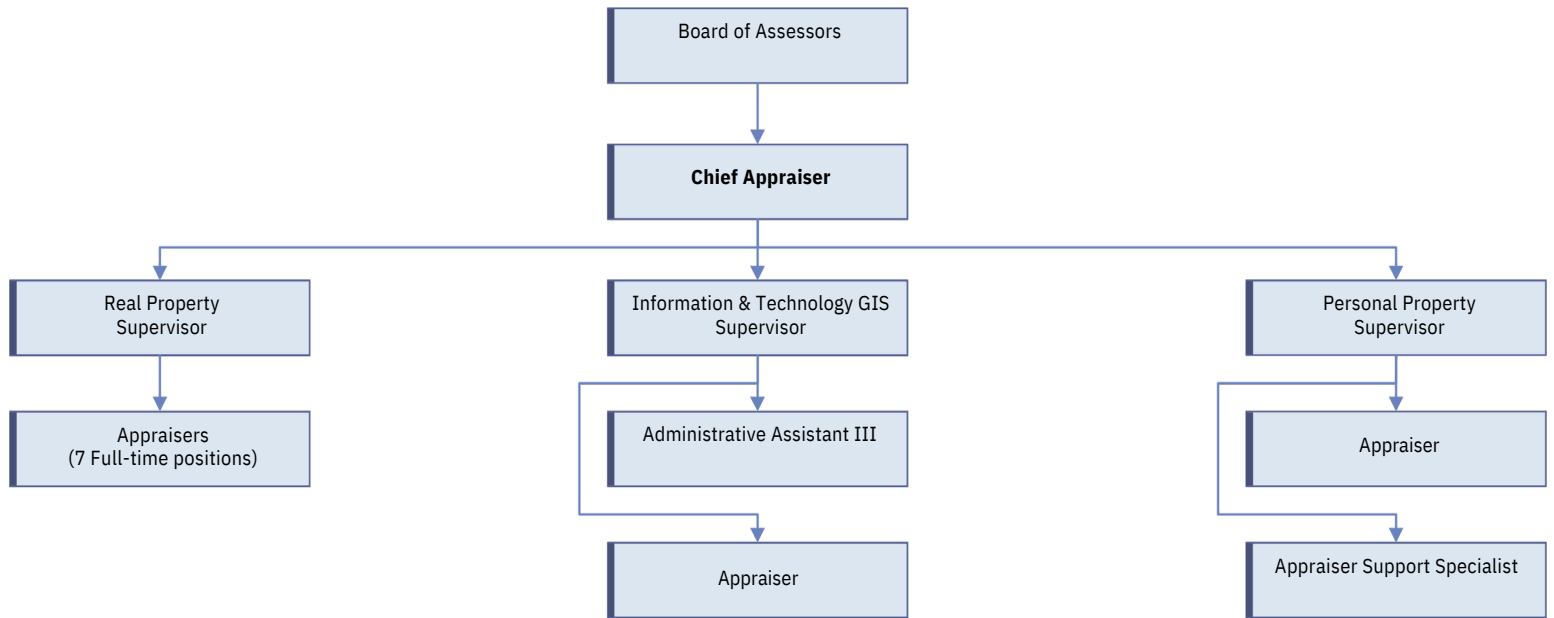 Board of Assessors
Chief Appraiser
Real Property
Supervisor
Information & Technology GIS
Supervisor
Personal Property
Supervisor
Appraisers
(7 Full-time positions)
Administrative Assistant III
Appraiser
Appraiser
Appraiser Support Specialist